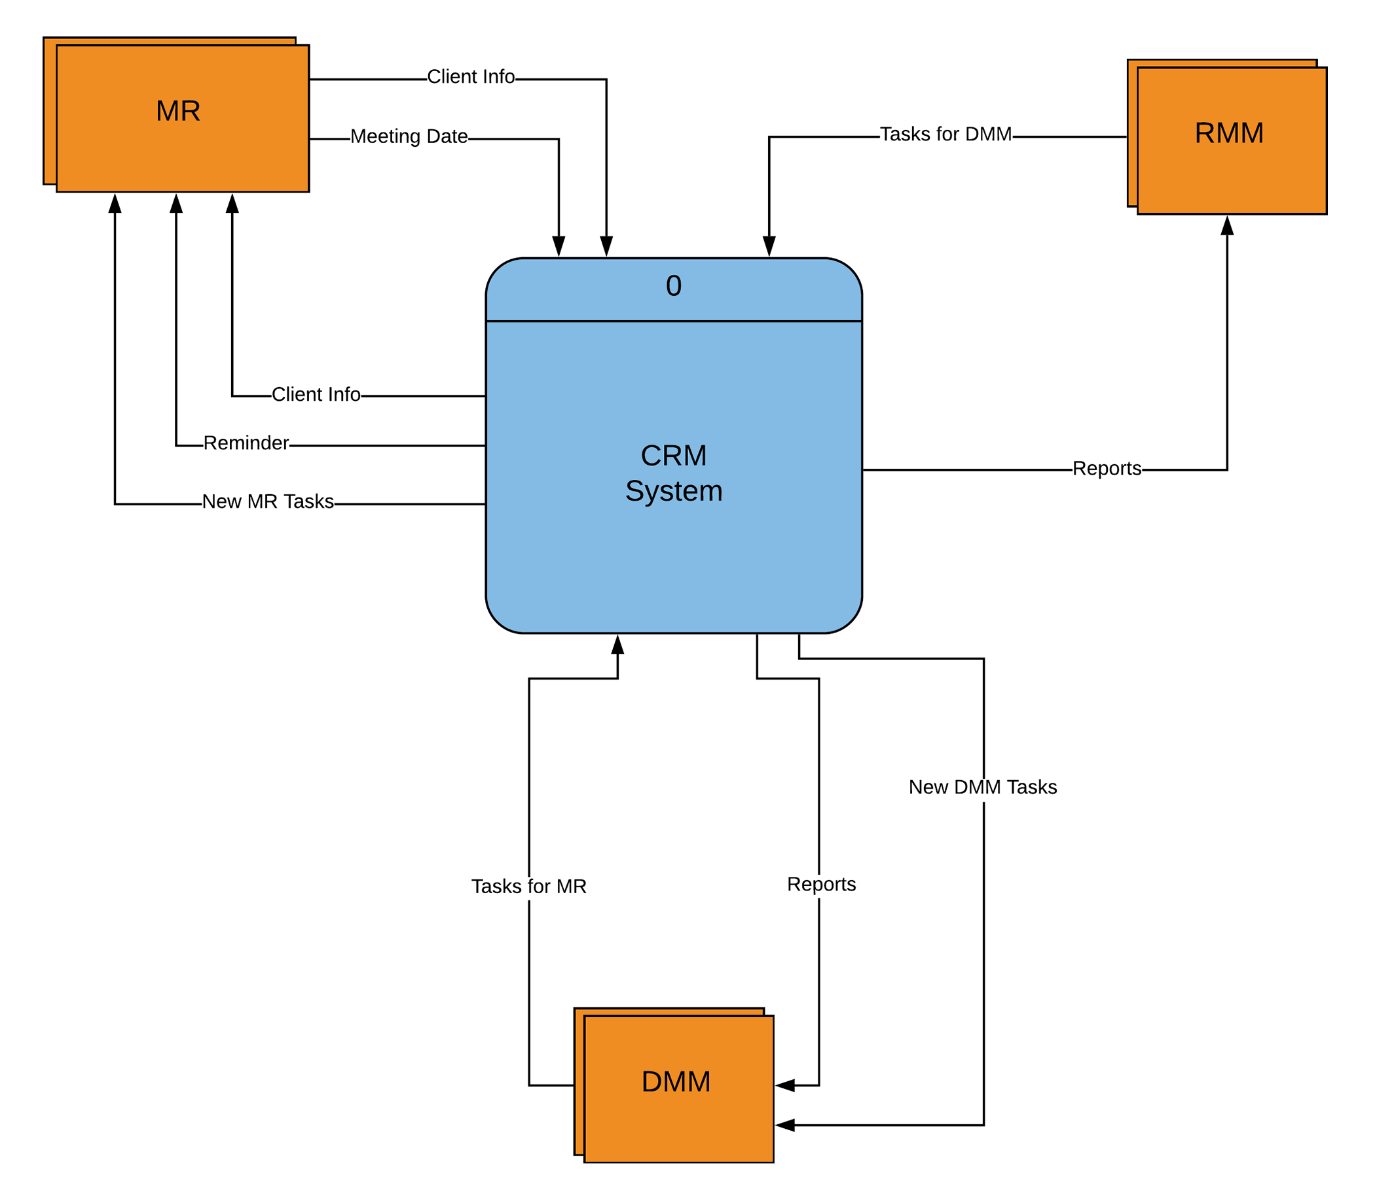 MR
Client Info
Meeting Date
Tasks for DMM
RMM
0
CRM
System
Client Info
Reminder
New MR Tasks
Reports
New DMM Tasks
Tasks for MR
Reports
DMM